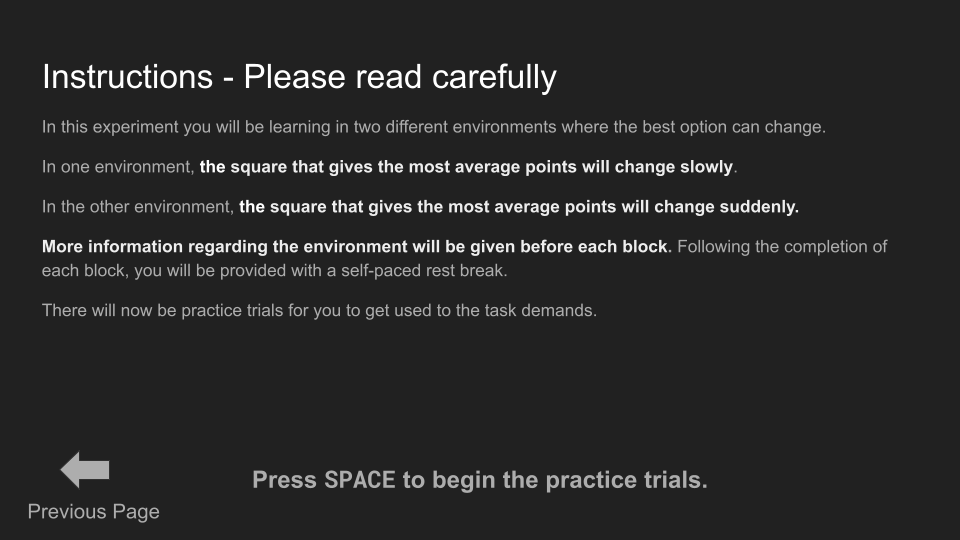 Instructions - Please read carefully
In this experiment you will be learning in two different environments where the best option can change.
In one environment, the square that gives the most average points will change slowly.
In the other environment, the square that gives the most average points will change suddenly.
More information regarding the environment will be given before each block. Following the completion of
each block, you will be provided with a self-paced rest break.
There will now be practice trials for you to get used to the task demands.
Press SPACE to begin the practice trials.
Previous Page